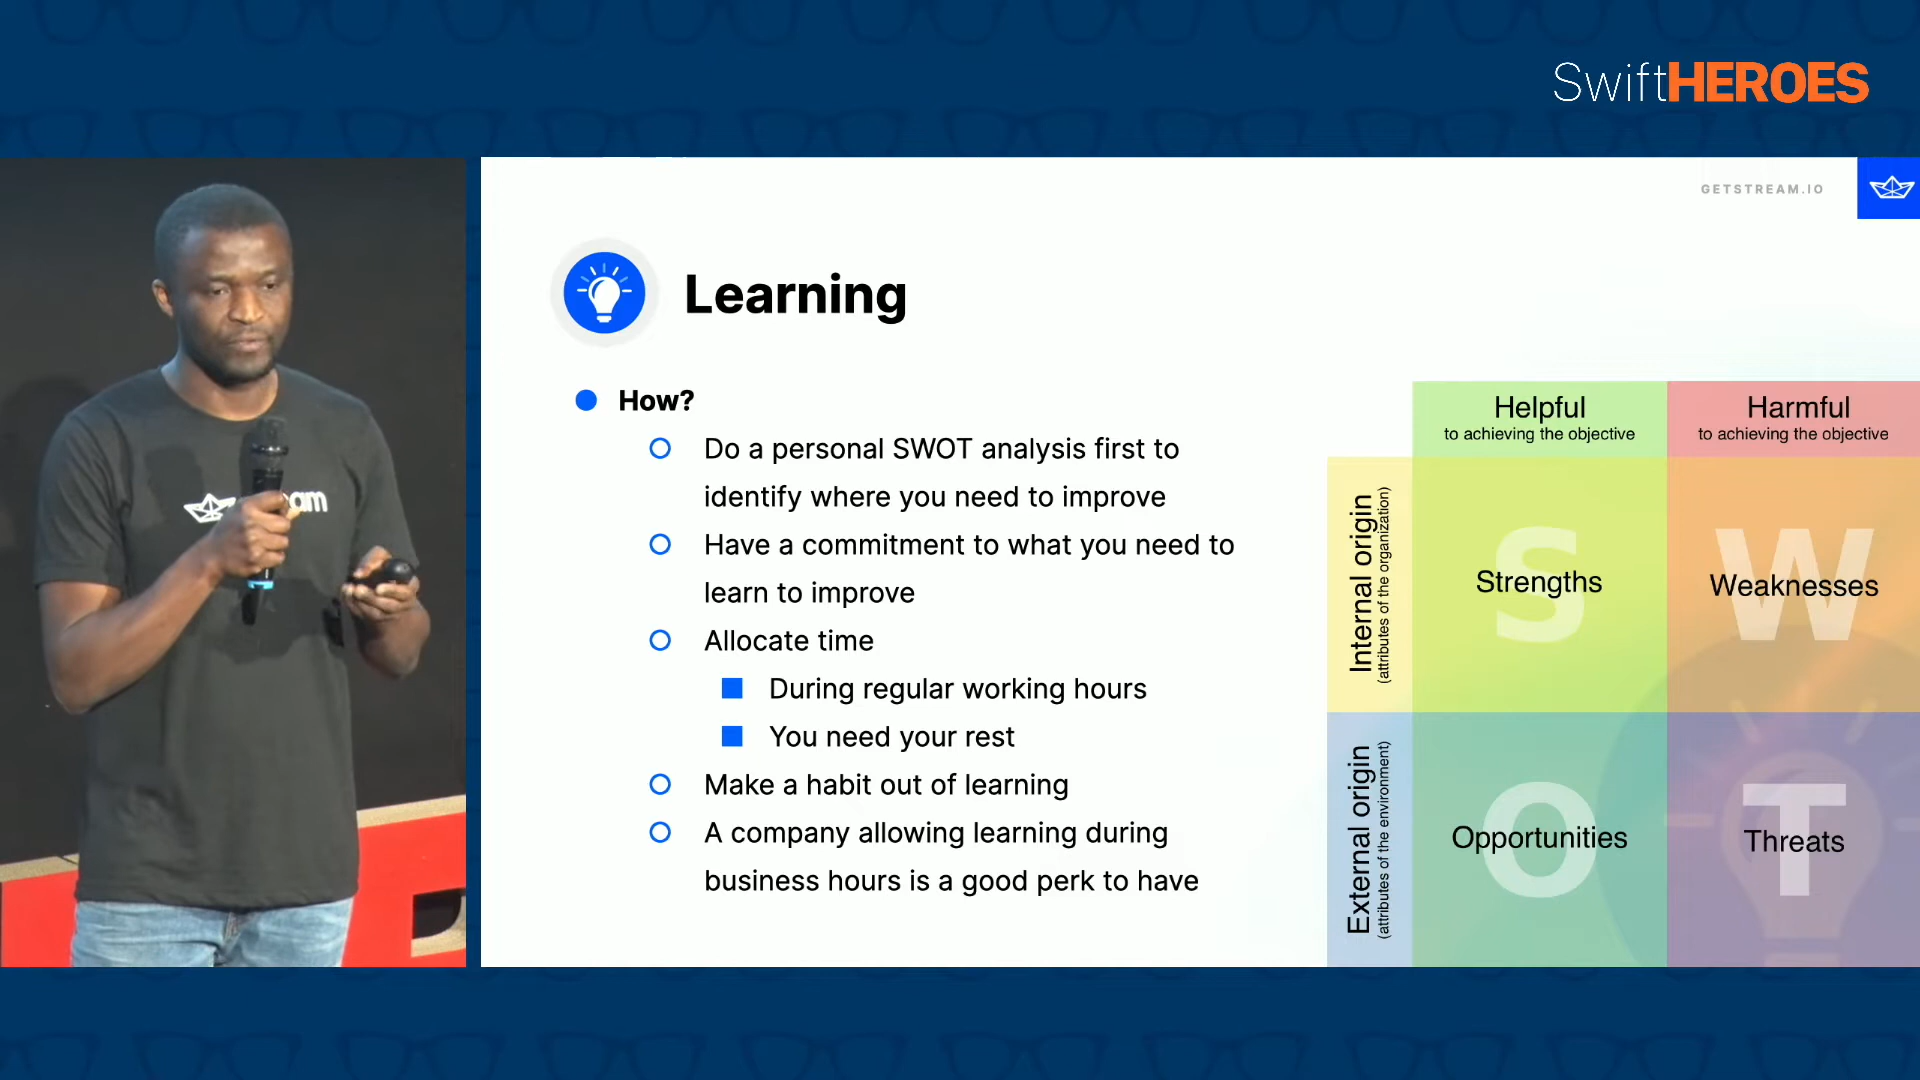 SwiftHEROES
GETSTREAM.IO
Learning
How?
Do a personal SWOT analysis first to
identify where you need to improve
Have a commitment to what you need to
learn to improve
Allocate time
During regular working hours
You need your rest
Make a habit out of learning
A company allowing learning during
business hours is a good perk to have
Helpful
to achieving the objective
Harmful
to achieving the objective
Internal origin
(attributes of the organization)
S
Strengths
W
Weaknesses
External origin
(attributes of the environment)
O
Opportunities
T
Threats